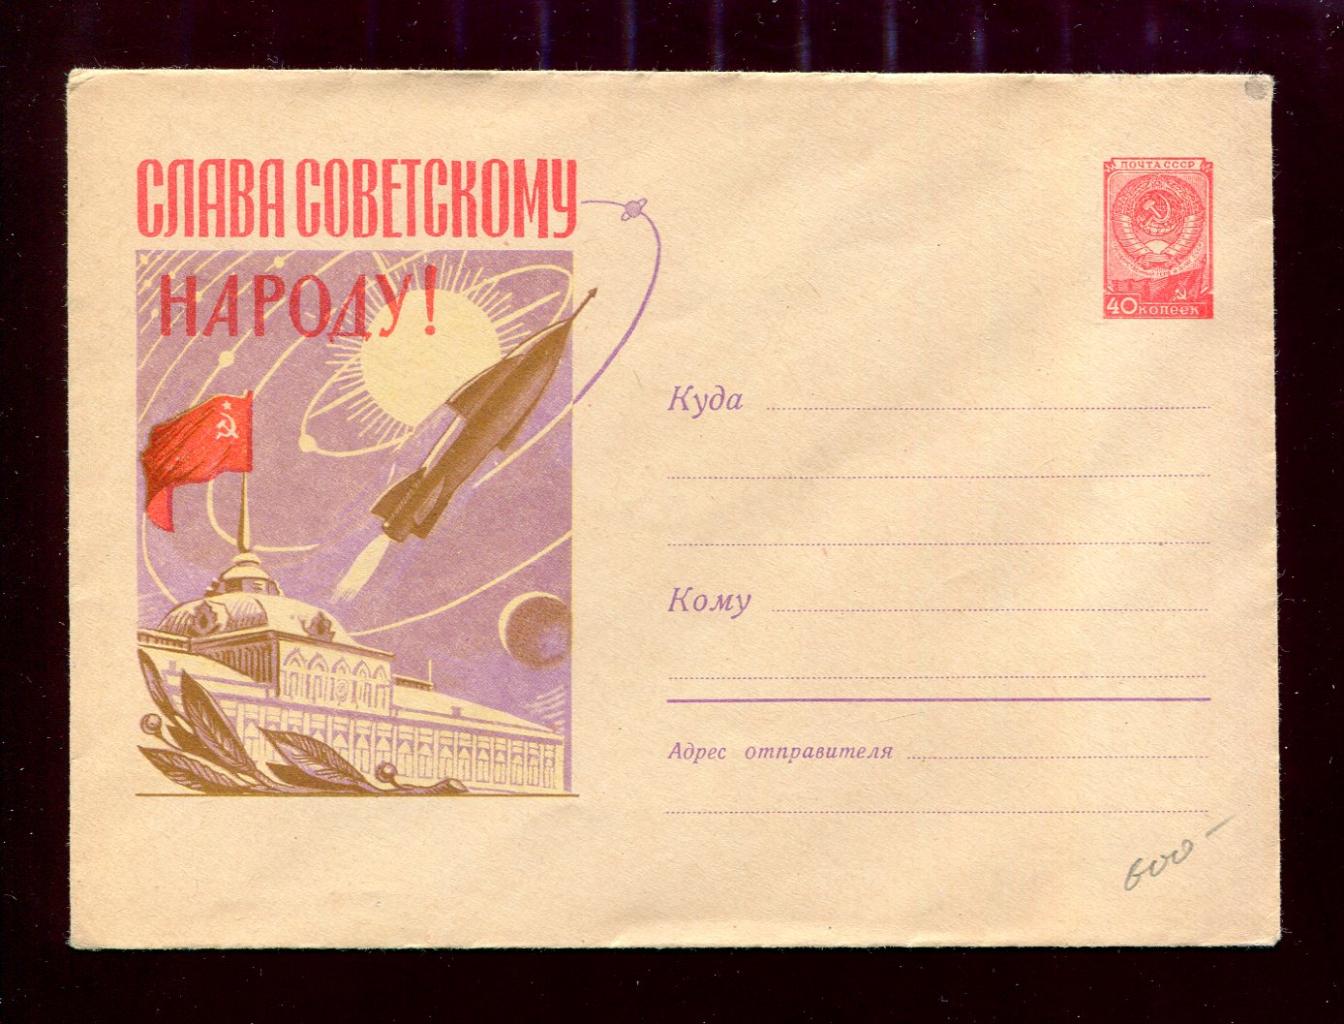 СЛАВА СОВЕТСКОМУ
НАРОДУ!
ПОЧТА СССР
40 КОПЕЕК
Куда
Кому
Адрес отправителя
600-